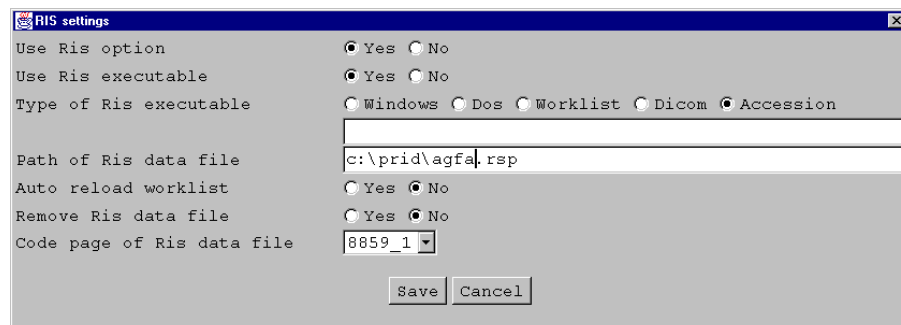 RIS settings
Use Ris option Yes No
Use Ris executable Yes No
Type of Ris executable Windows Dos Worklist Dicom Accession
Path of Ris data file c:\prid\agfa.rsp
Auto reload worklist Yes No
Remove Ris data file Yes No
Code page of Ris data file 8859_1
Save Cancel